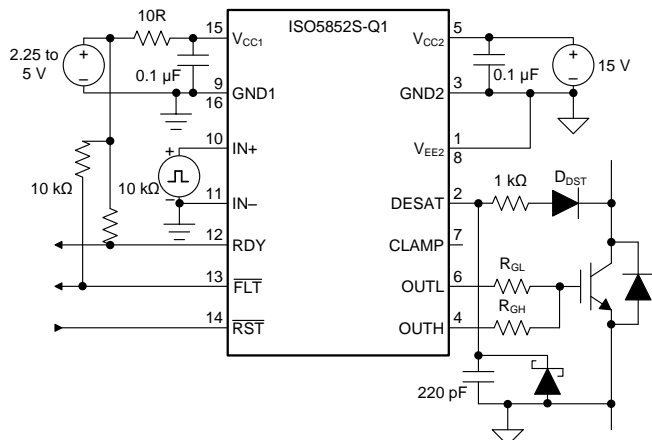 ISO5852S-Q1
10R
15
VCC1
VCC2
5
2.25 to
5 V
0.1 µF
0.1 µF
15 V
9
GND1
GND2
3
16
10
IN+
VEE2
1
8
10 kΩ
10 kΩ
11
IN–
DESAT
2
1 kΩ
DDST
12
RDY
CLAMP
7
13
FLT
OUTL
6
RGL
14
RST
OUTH
4
RGH
220 pF
+
-
+
-
+
-